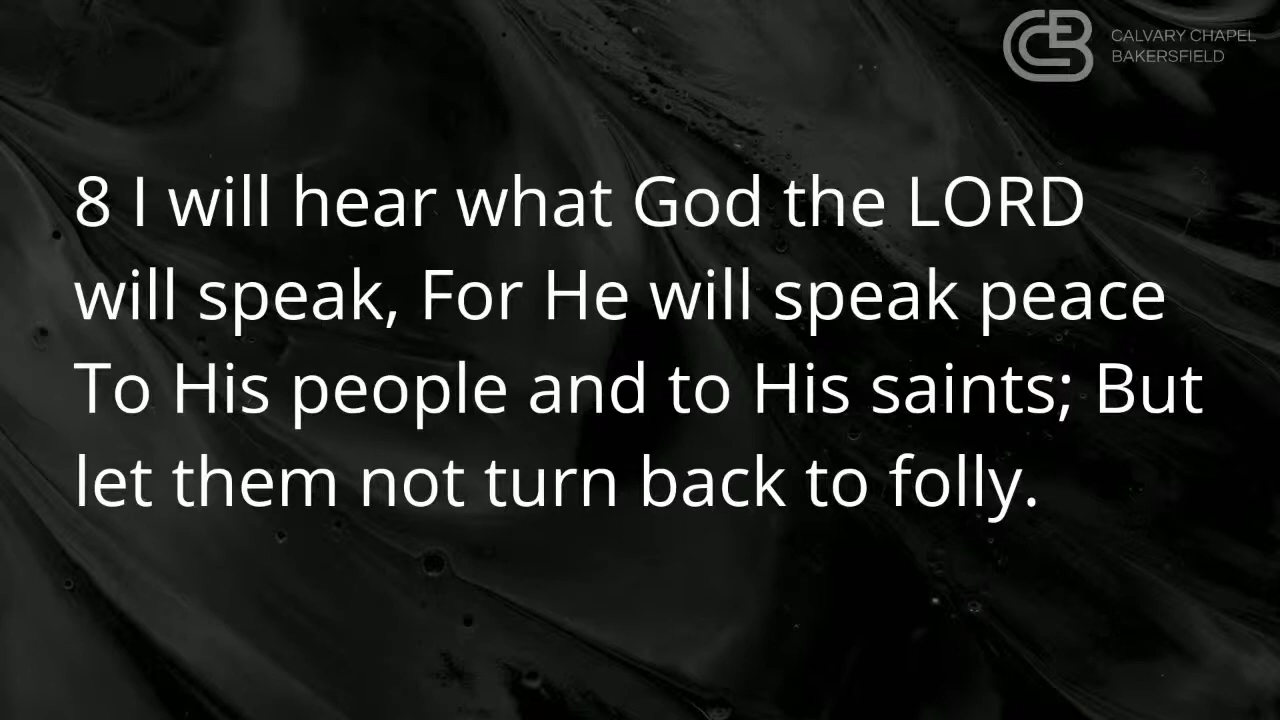 CALVARY CHAPEL
BAKERSFIELD
8 I will hear what God the LORD
will speak, For He will speak peace
To His people and to His saints; But
let them not turn back to folly.